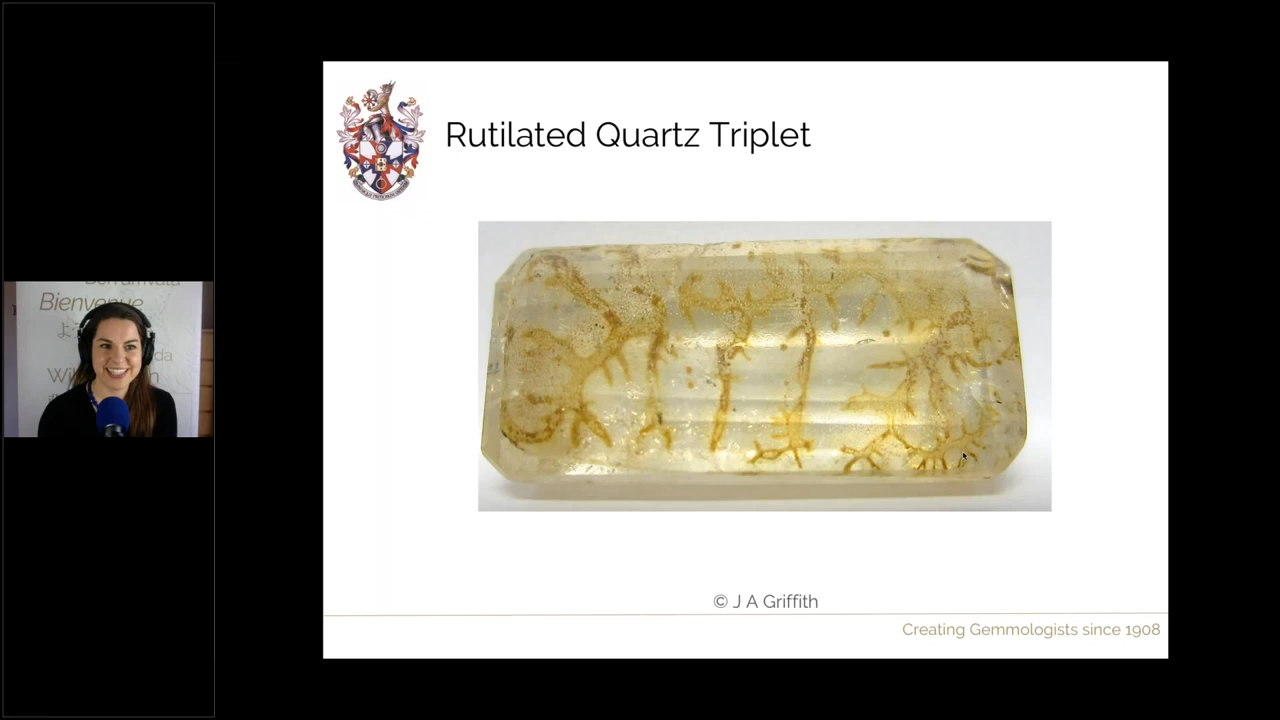 Rutilated Quartz Triplet
© J A Griffith
Creating Gemmologists since 1908
Bienvenue